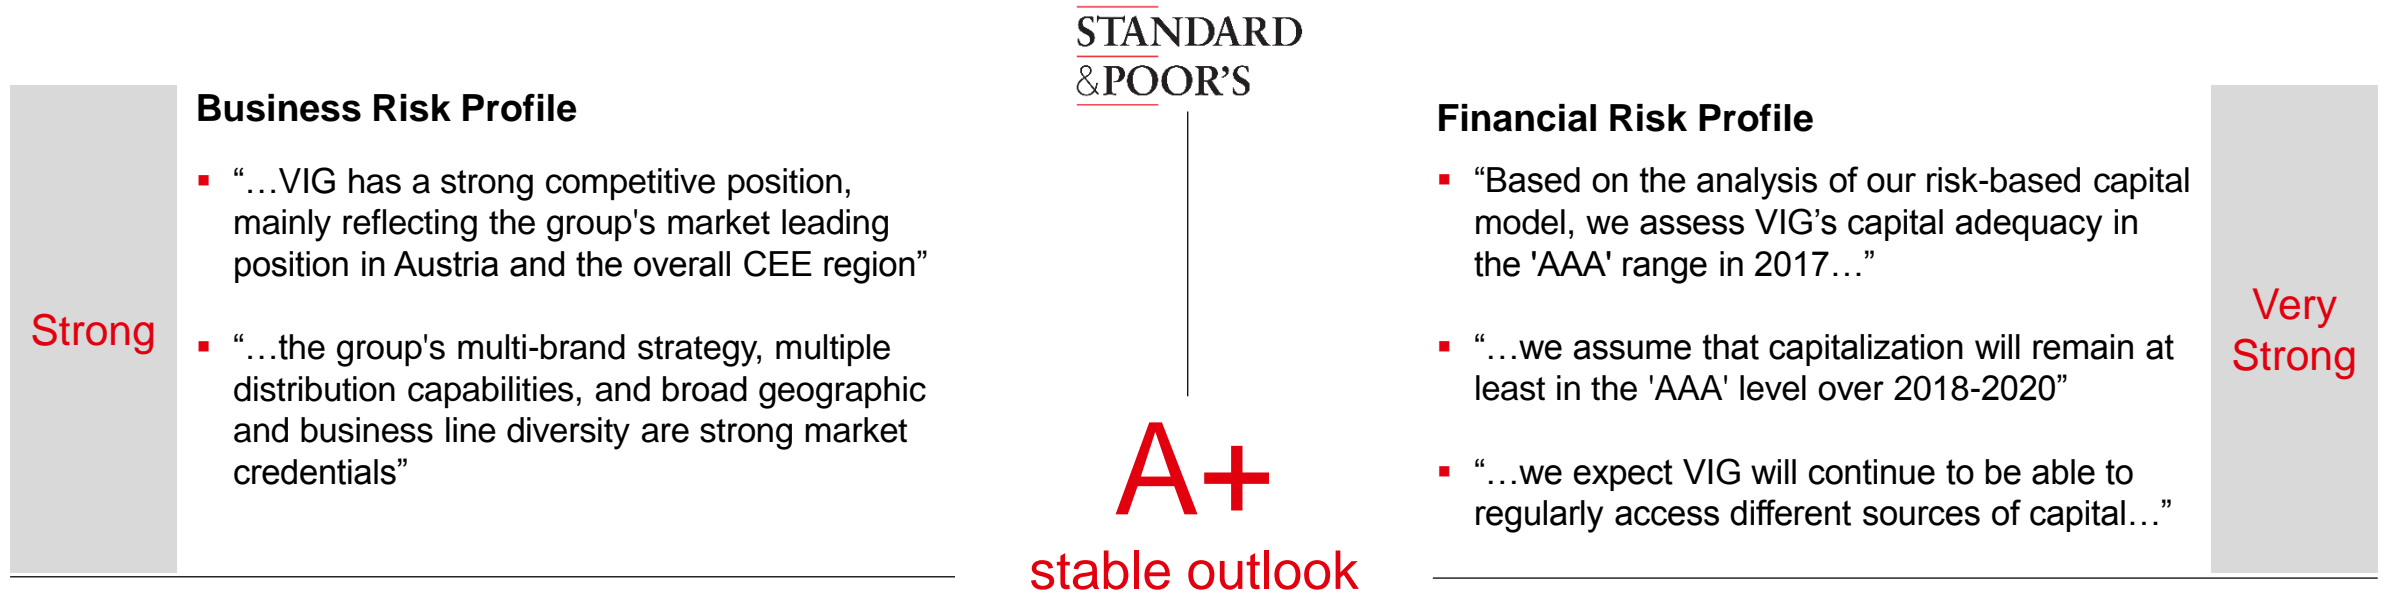 STANDARD
&POOR’S
Strong
Business Risk Profile
▪ “…VIG has a strong competitive position,
mainly reflecting the group's market leading
position in Austria and the overall CEE region”
▪ “…the group's multi-brand strategy, multiple
distribution capabilities, and broad geographic
and business line diversity are strong market
credentials”
A+
stable outlook
Financial Risk Profile
▪ “Based on the analysis of our risk-based capital
model, we assess VIG’s capital adequacy in
the 'AAA' range in 2017…”
▪ “…we assume that capitalization will remain at
least in the 'AAA' level over 2018-2020”
▪ “…we expect VIG will continue to be able to
regularly access different sources of capital…”
Very
Strong